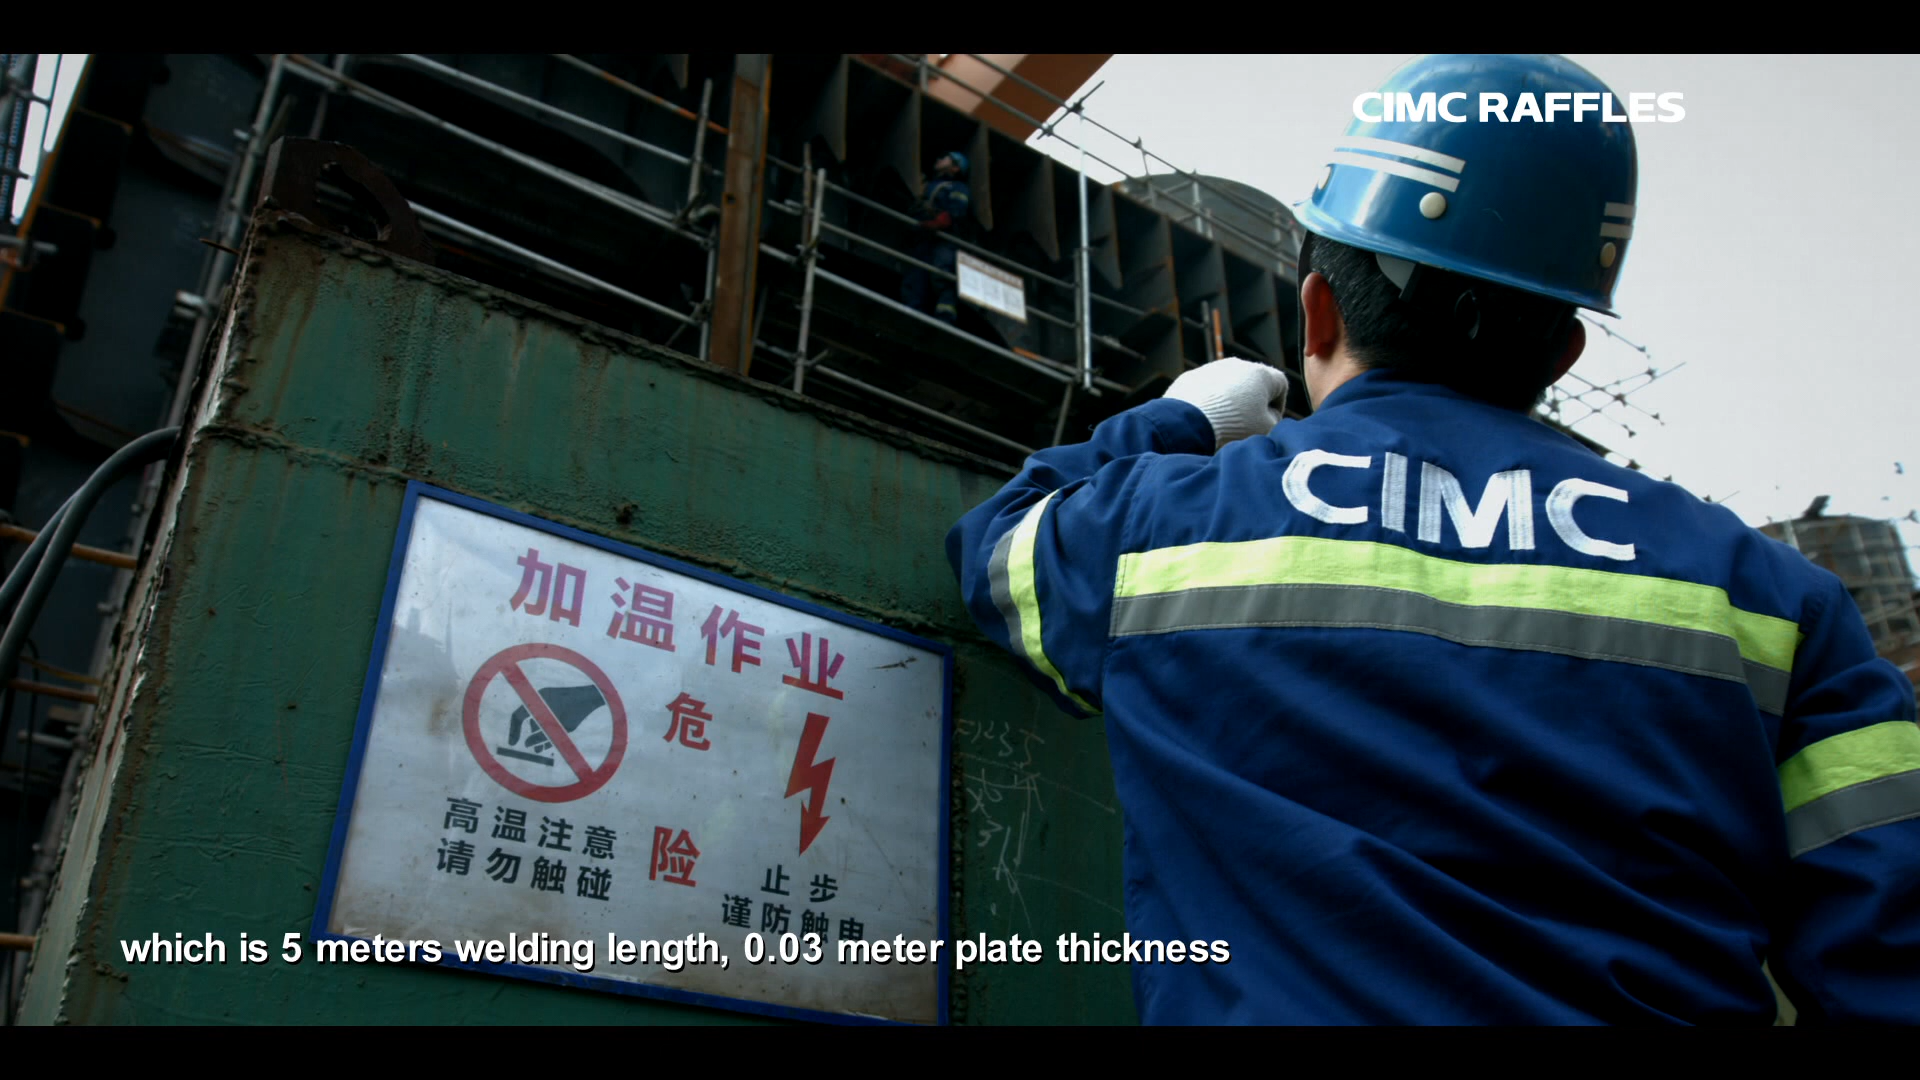 CIMC RAFFLES
CIMC
加温作业
危
险
高温注意
请勿触碰
止步
谨防触电
which is 5 meters welding length, 0.03 meter plate thickness